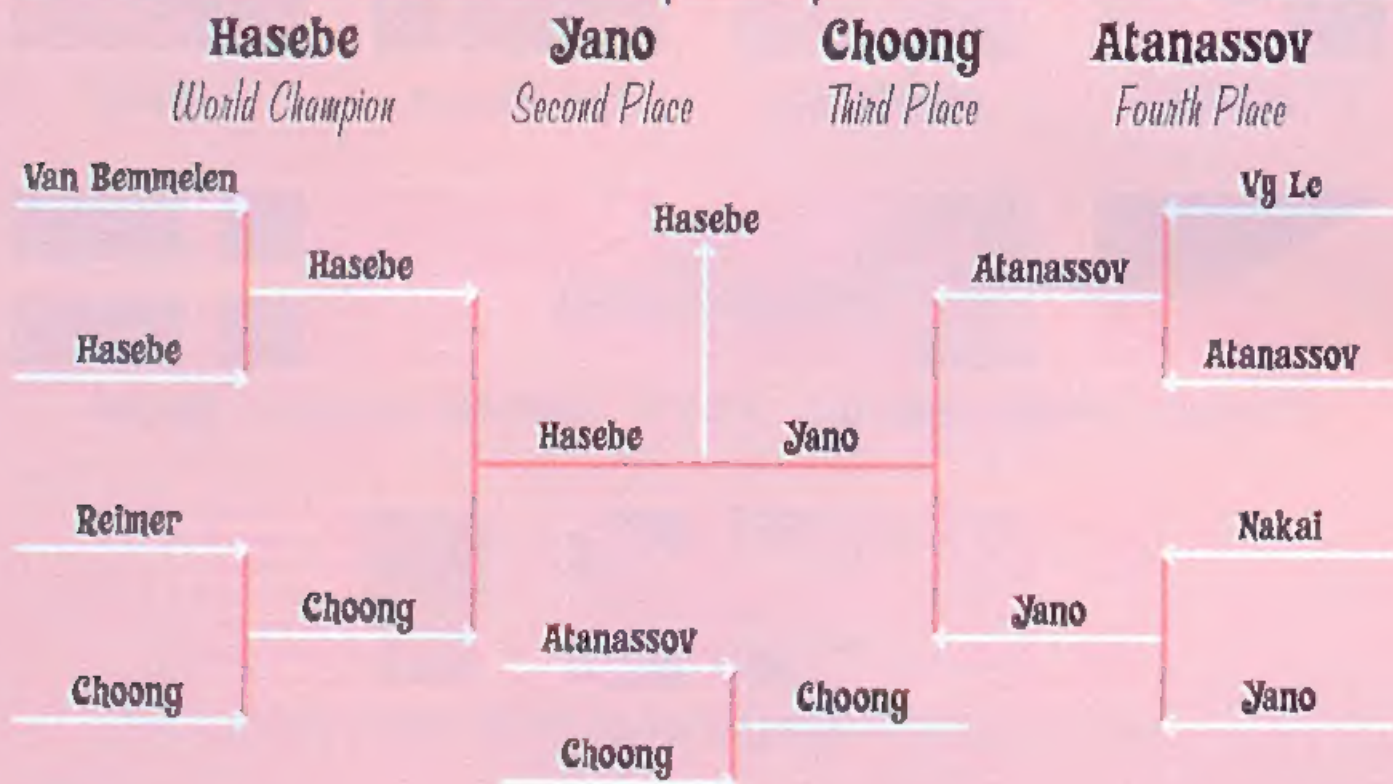 Hasebe Yano Choong Atanassov
World Champion Second Place Third Place Fourth Place
Van Bemmelen
Vy Le
Hasebe
Hasebe
Atanassov
Hasebe
Atanassov
Hasebe
Yano
Reimer
Nakai
Choong
Yano
Atanassov
Choong
Choong
Yano
Choong